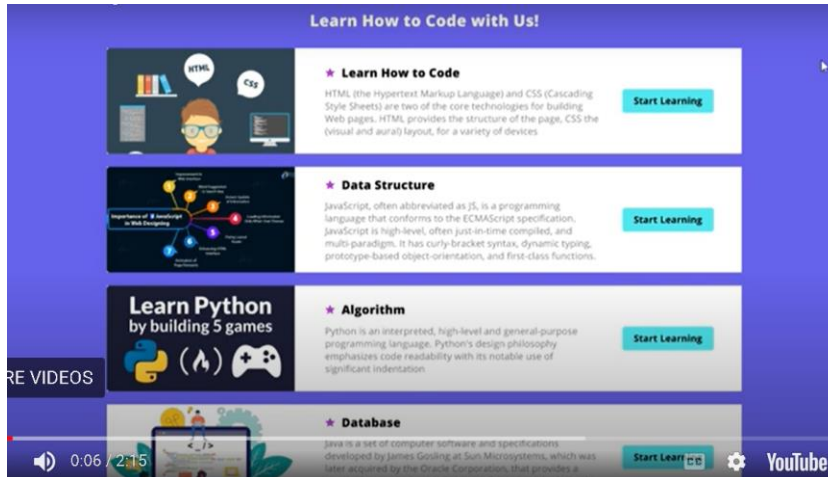 Learn How to Code with Us!
HTML
CSS
★ Learn How to Code
HTML (the Hypertext Markup Language) and CSS (Cascading
Style Sheets) are two of the core technologies for building
Web pages. HTML provides the structure of the page, CSS the
(visual and aural) layout, for a variety of devices
Start Learning
Importance of JavaScript
in Web Designing
★ Data Structure
JavaScript, often abbreviated as JS, is a programming
language that conforms to the ECMAScript specification.
JavaScript is high-level, often just-in-time compiled, and
multi-paradigm. It has curly-bracket syntax, dynamic typing,
prototype-based object-orientation, and first-class functions.
Start Learning
Learn Python
by building 5 games
★ Algorithm
Python is an interpreted, high-level and general-purpose
programming language. Python's design philosophy
emphasizes code readability with its notable use of
significant indentation
Start Learning
RE VIDEOS
★ Database
Java is a set of computer software and specifications
developed by James Gosling at Sun Microsystems, which was
later acquired by the Oracle Corporation, that provides a
Start Lear
0:06 / 2:15
CC
YouTube